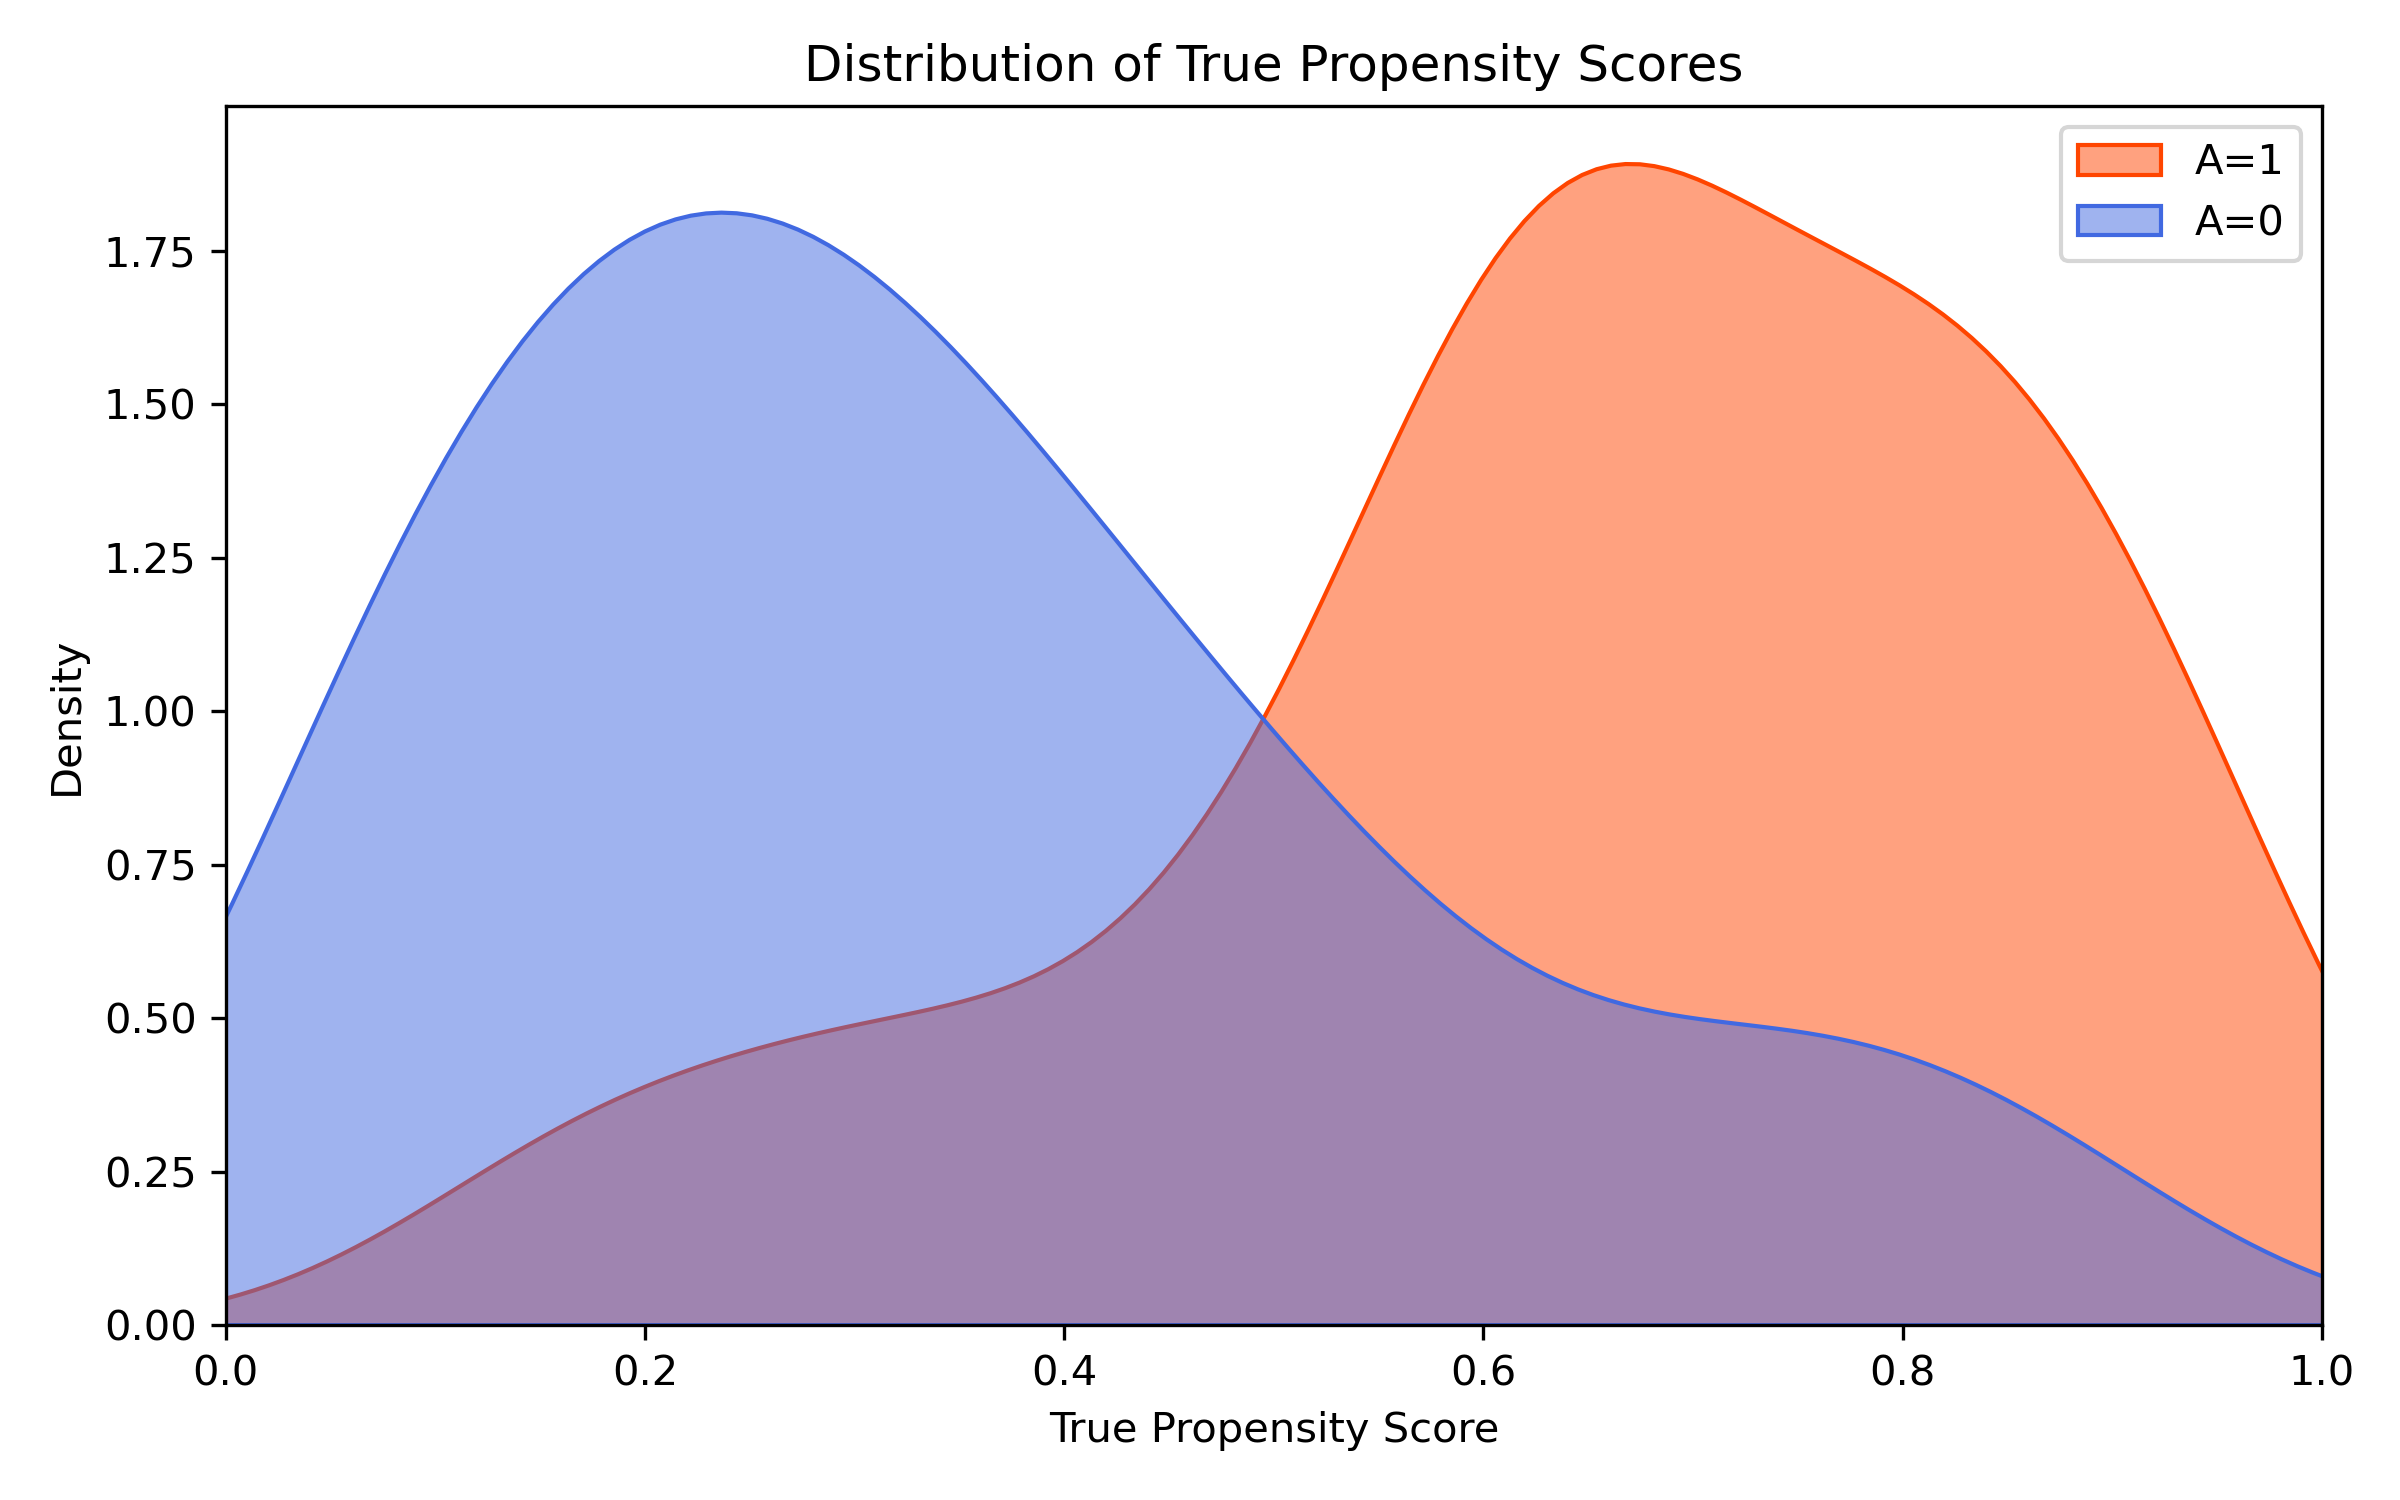 Distribution of True Propensity Scores
A=1
A=0
1.75
1.50
1.25
1.00
0.75
0.50
0.25
0.00
Density
0.0 0.2 0.4 0.6 0.8 1.0
True Propensity Score